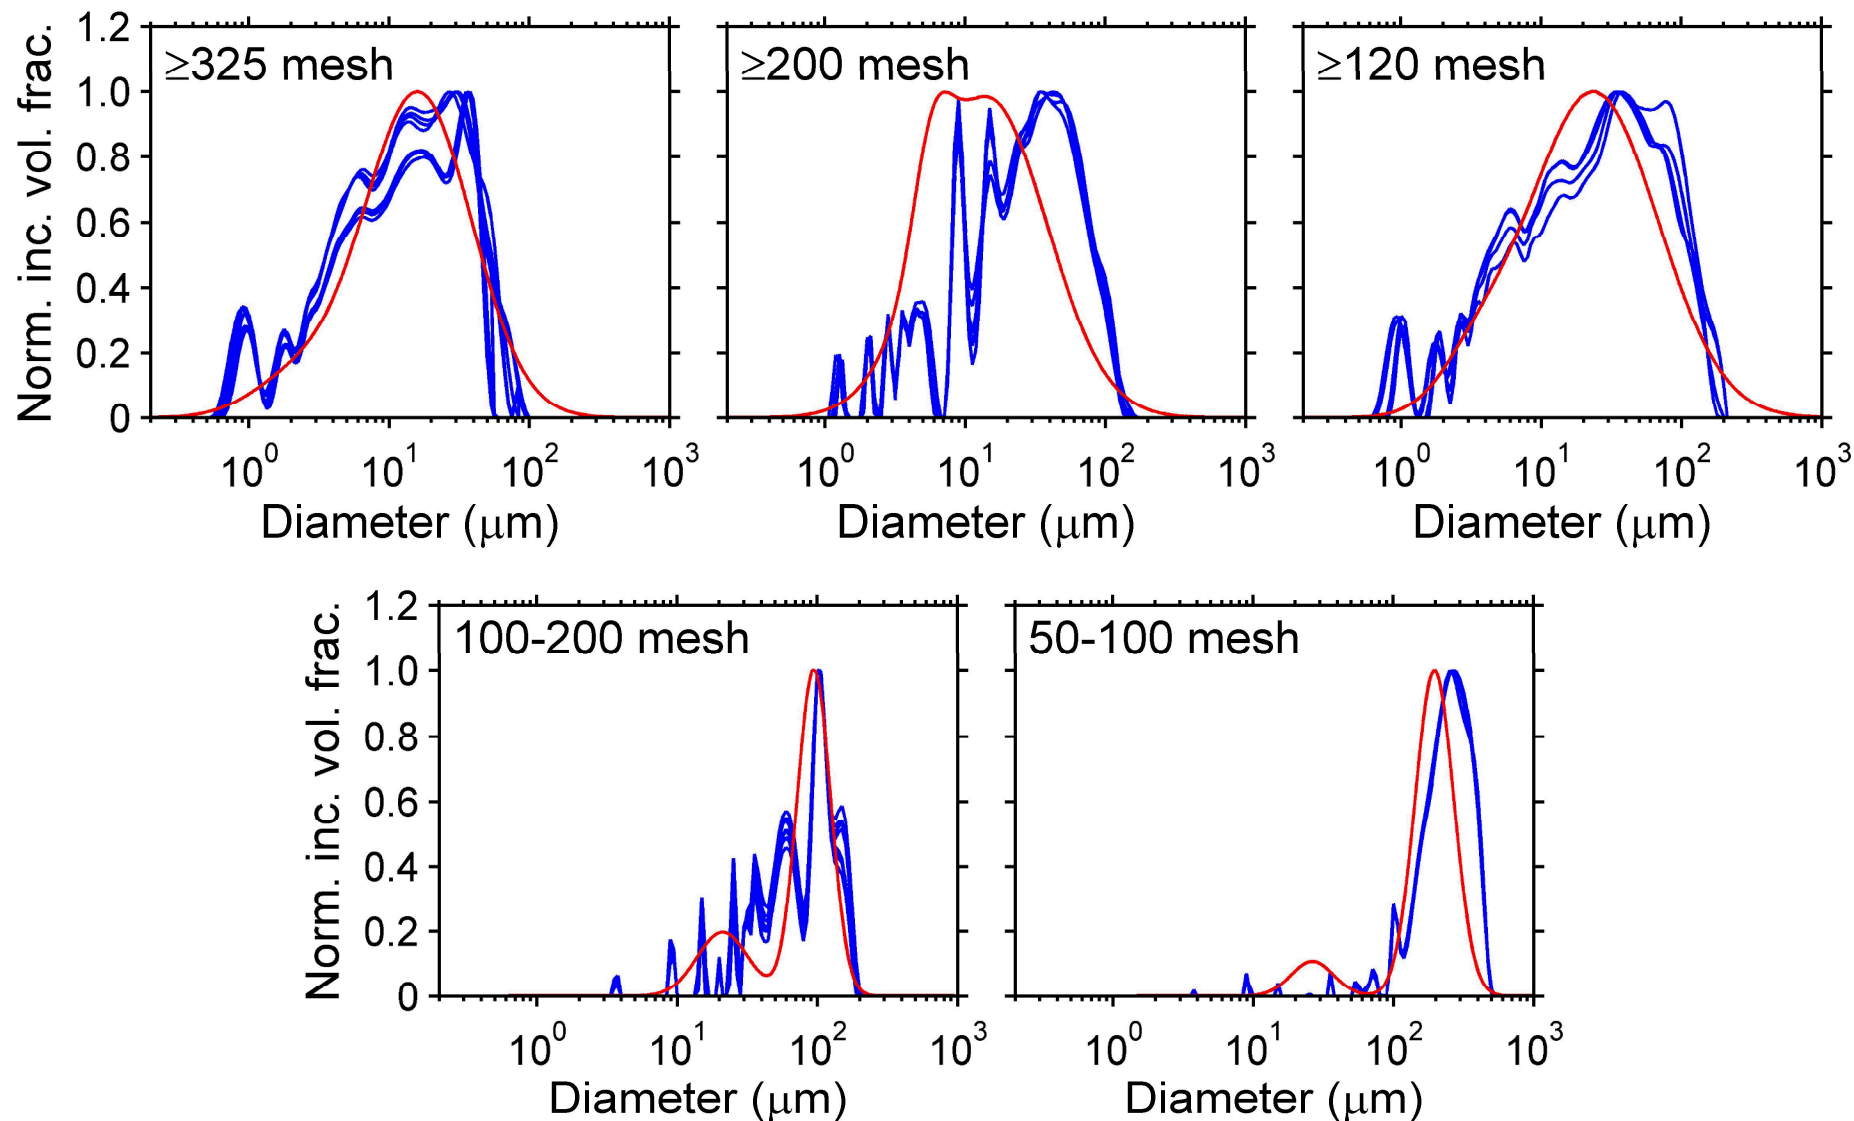 ≥325 mesh
≥200 mesh
≥120 mesh
Norm. inc. vol. frac.
1.2
1.0
0.8
0.6
0.4
0.2
0
10⁰ 10¹ 10² 10³
10⁰ 10¹ 10² 10³
10⁰ 10¹ 10² 10³
Diameter (μm)
Diameter (μm)
Diameter (μm)
100-200 mesh
50-100 mesh
Norm. inc. vol. frac.
1.2
1.0
0.8
0.6
0.4
0.2
0
10⁰ 10¹ 10² 10³
10⁰ 10¹ 10² 10³
Diameter (μm)
Diameter (μm)